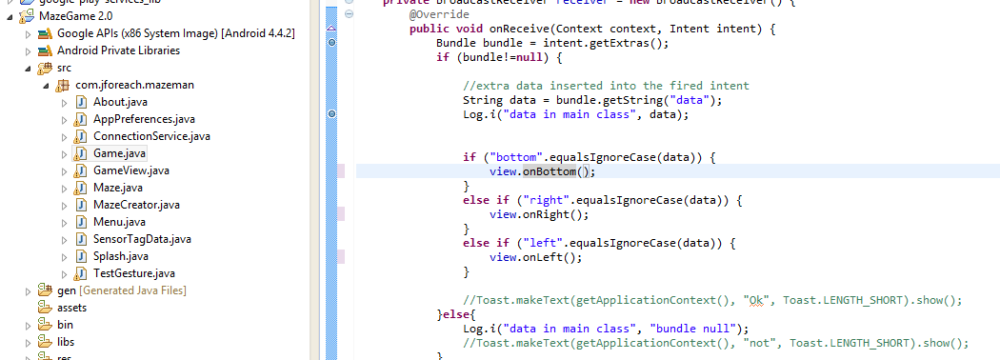 google-play-services_lib
MazeGame 2.0
Google APIs (x86 System Image) [Android 4.4.2]
Android Private Libraries
src
com.jforeach.mazeman
About.java
AppPreferences.java
ConnectionService.java
Game.java
GameView.java
Maze.java
MazeCreator.java
Menu.java
SensorTagData.java
Splash.java
TestGesture.java
gen [Generated Java Files]
assets
bin
libs
res
private BroadcastReceiver receiver = new BroadcastReceiver() {
@Override
public void onReceive(Context context, Intent intent) {
Bundle bundle = intent.getExtras();
if (bundle!=null) {
//extra data inserted into the fired intent
String data = bundle.getString("data");
Log.i("data in main class", data);
if ("bottom".equalsIgnoreCase(data)) {
view.onBottom();
}
else if ("right".equalsIgnoreCase(data)) {
view.onRight();
}
else if ("left".equalsIgnoreCase(data)) {
view.onLeft();
}
//Toast.makeText(getApplicationContext(), "Ok", Toast.LENGTH_SHORT).show();
}else{
Log.i("data in main class", "bundle null");
//Toast.makeText(getApplicationContext(), "not", Toast.LENGTH_SHORT).show();
}